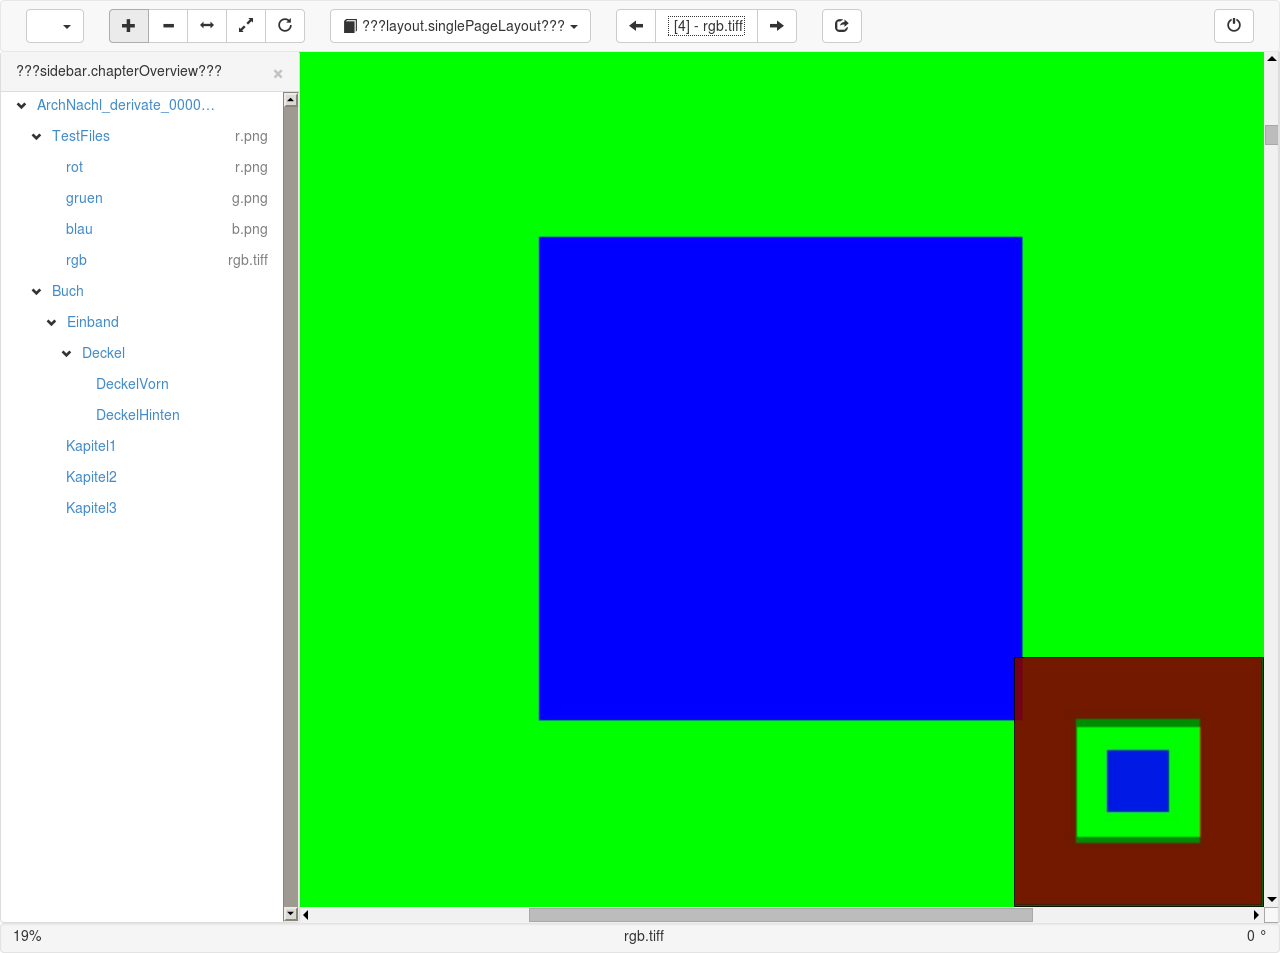 ???layout.singlePageLayout??? [4] - rgb.tiff
???sidebar.chapterOverview??? ×
ArchNachl_derivate_0000…
TestFiles r.png
rot r.png
gruen g.png
blau b.png
rgb rgb.tiff
Buch
Einband
Deckel
DeckelVorn
DeckelHinten
Kapitel1
Kapitel2
Kapitel3
19% rgb.tiff 0 °